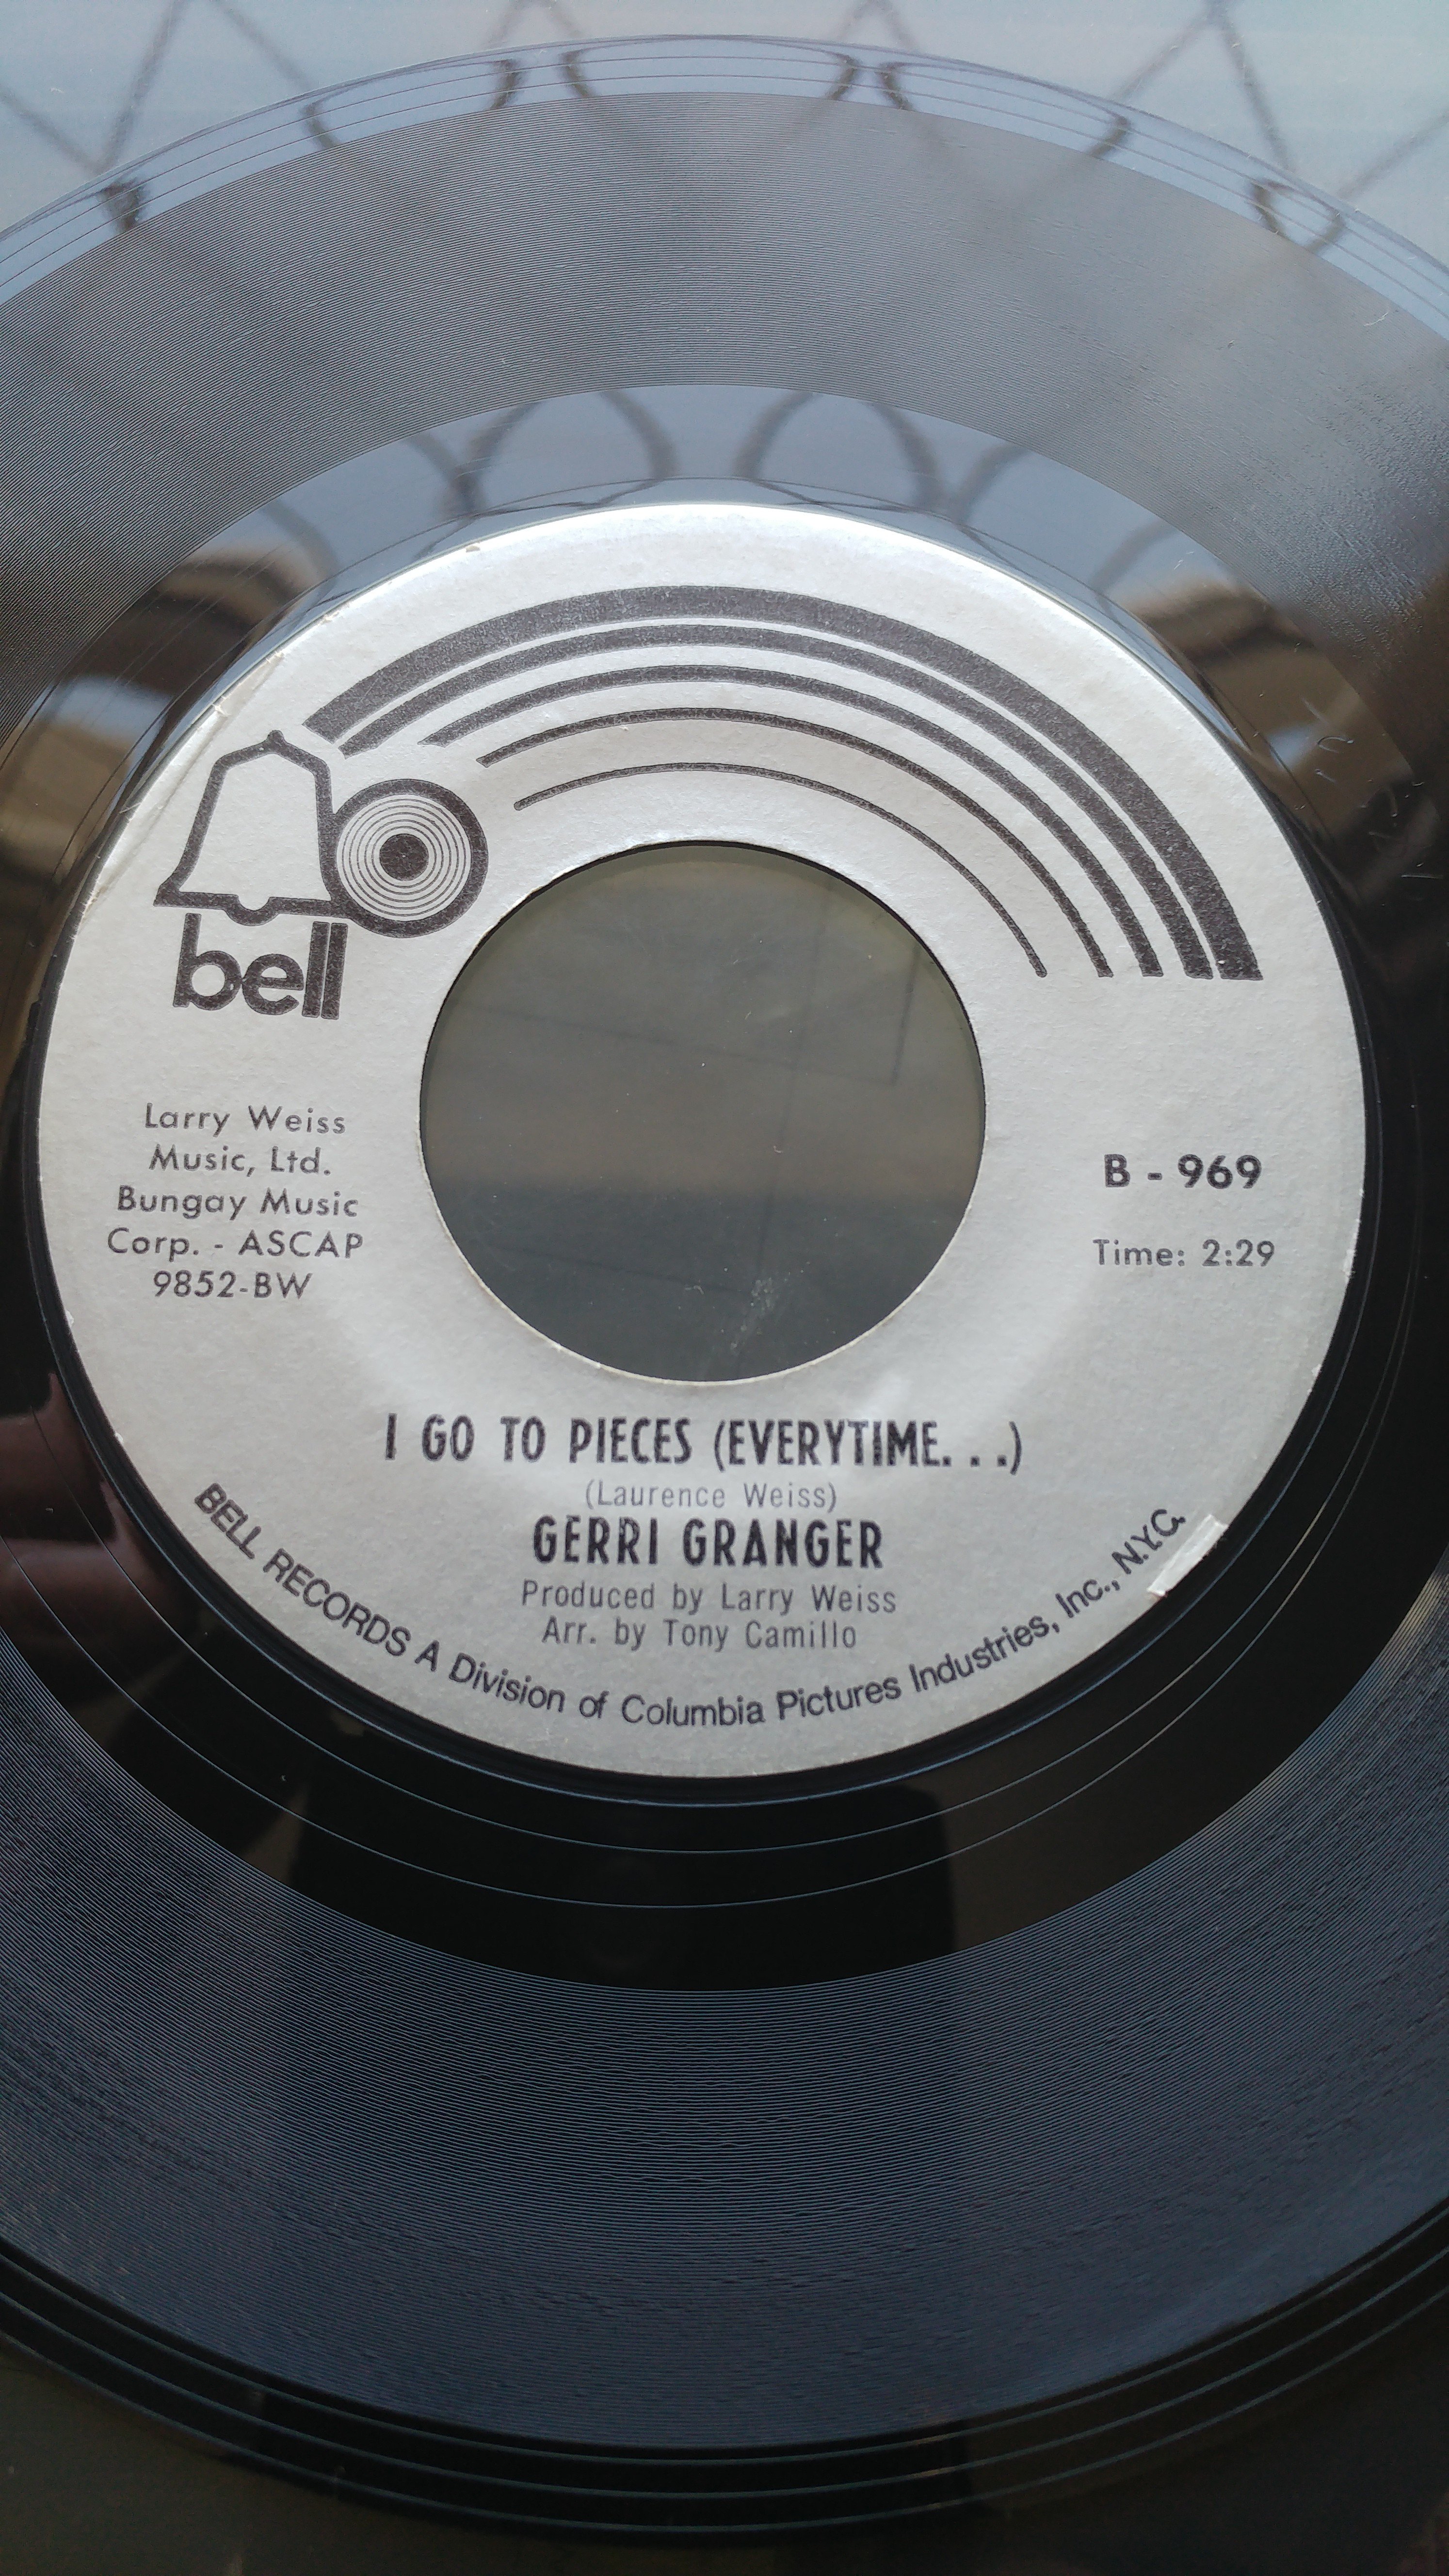 bell
Larry Weiss
Music, Ltd.
Bungay Music
Corp. - ASCAP
9852-BW
B - 969
Time: 2:29
I GO TO PIECES (EVERYTIME. . .)
(Laurence Weiss)
GERRI GRANGER
Produced by Larry Weiss
Arr. by Tony Camillo
BELL RECORDS A Division of Columbia Pictures Industries, Inc., N.Y.C.